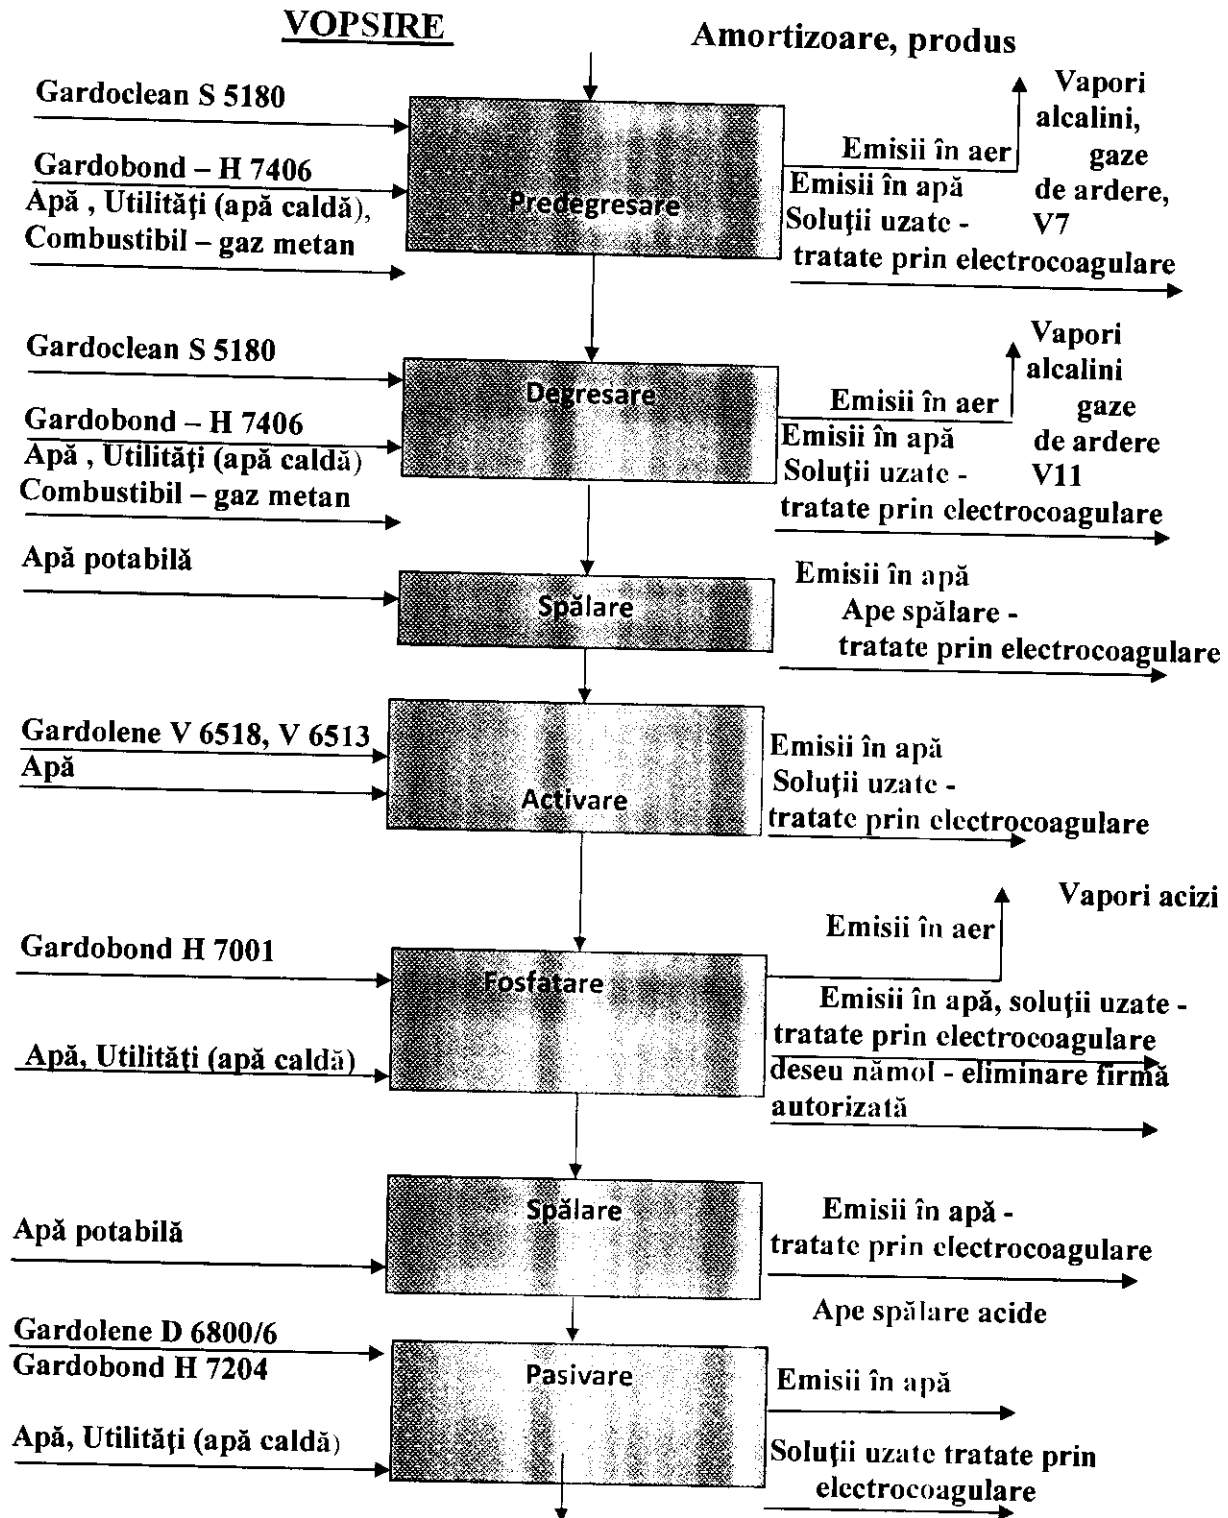 VOPSIRE
Amortizoare, produs
Gardoclean S 5180
Gardobond – H 7406
Apă , Utilităţi (apă caldă),
Combustibil – gaz metan
Predegresare
Emisii în aer
Vapori
alcalini,
gaze
de ardere,
V7
Emisii în apă
Soluţii uzate -
tratate prin electrocoagulare
Gardoclean S 5180
Gardobond – H 7406
Apă , Utilităţi (apă caldă)
Combustibil – gaz metan
Degresare
Emisii în aer
Vapori
alcalini
gaze
de ardere
V11
Emisii în apă
Soluţii uzate -
tratate prin electrocoagulare
Apă potabilă
Spălare
Emisii în apă
Ape spălare -
tratate prin electrocoagulare
Gardolene V 6518, V 6513
Apă
Activare
Emisii în apă
Soluţii uzate -
tratate prin electrocoagulare
Gardobond H 7001
Apă, Utilităţi (apă caldă)
Fosfatare
Emisii în aer
Vapori acizi
Emisii în apă, soluţii uzate -
tratate prin electrocoagulare
deseu nămol - eliminare firmă
autorizată
Apă potabilă
Spălare
Emisii în apă -
tratate prin electrocoagulare
Ape spălare acide
Gardolene D 6800/6
Gardobond H 7204
Apă, Utilităţi (apă caldă)
Pasivare
Emisii în apă
Soluţii uzate tratate prin
electrocoagulare